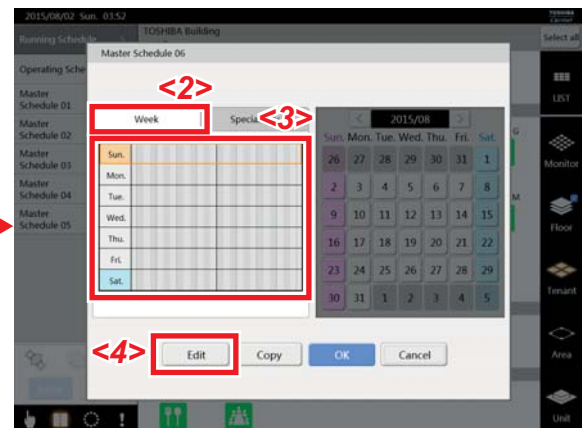 2015/08/02 Sun. 03:52
TOSHIBA
Carrier
Running Schedule
TOSHIBA Building
Select all
Master Schedule 06
Operating Sche
<2>
Week
Special
<3>
2015/08
Sun. Mon. Tue. Wed. Thu. Fri. Sat.
26 27 28 29 30 31 1
2 3 4 5 6 7 8
9 10 11 12 13 14 15
16 17 18 19 20 21 22
23 24 25 26 27 28 29
30 31 1 2 3 4 5
Sun.
Mon.
Tue.
Wed.
Thu.
Fri.
Sat.
Master
Schedule 01
Master
Schedule 02
Master
Schedule 03
Master
Schedule 04
Master
Schedule 05
G
M
<4>
Edit
Copy
OK
Cancel
LIST
Monitor
Floor
Tenant
Area
Unit